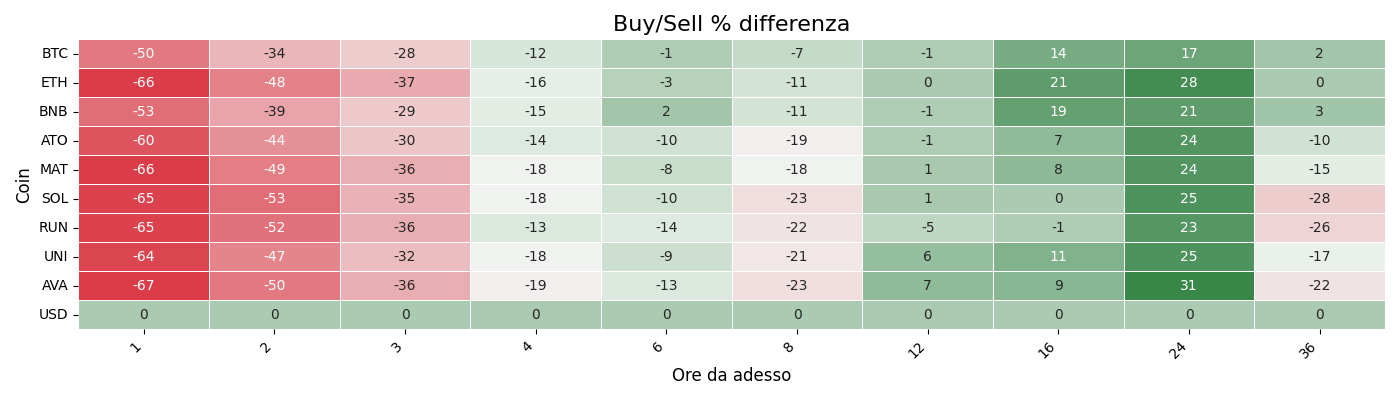 Buy/Sell % differenza
Coin
BTC -50 -34 -28 -12 -1 -7 -1 14 17 2
ETH -66 -48 -37 -16 -3 -11 0 21 28 0
BNB -53 -39 -29 -15 2 -11 -1 19 21 3
ATO -60 -44 -30 -14 -10 -19 -1 7 24 -10
MAT -66 -49 -36 -18 -8 -18 1 8 24 -15
SOL -65 -53 -35 -18 -10 -23 1 0 25 -28
RUN -65 -52 -36 -13 -14 -22 -5 -1 23 -26
UNI -64 -47 -32 -18 -9 -21 6 11 25 -17
AVA -67 -50 -36 -19 -13 -23 7 9 31 -22
USD 0 0 0 0 0 0 0 0 0 0
1 2 3 4 6 8 12 16 24 36
Ore da adesso